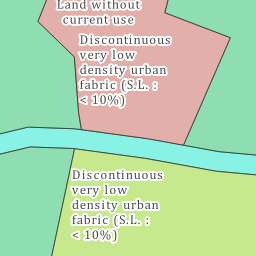 Land without
current use
Discontinuous
very low
density urban
fabric (S.L. :
< 10%)
Discontinuous
very low
density urban
fabric (S.L. :
< 10%)